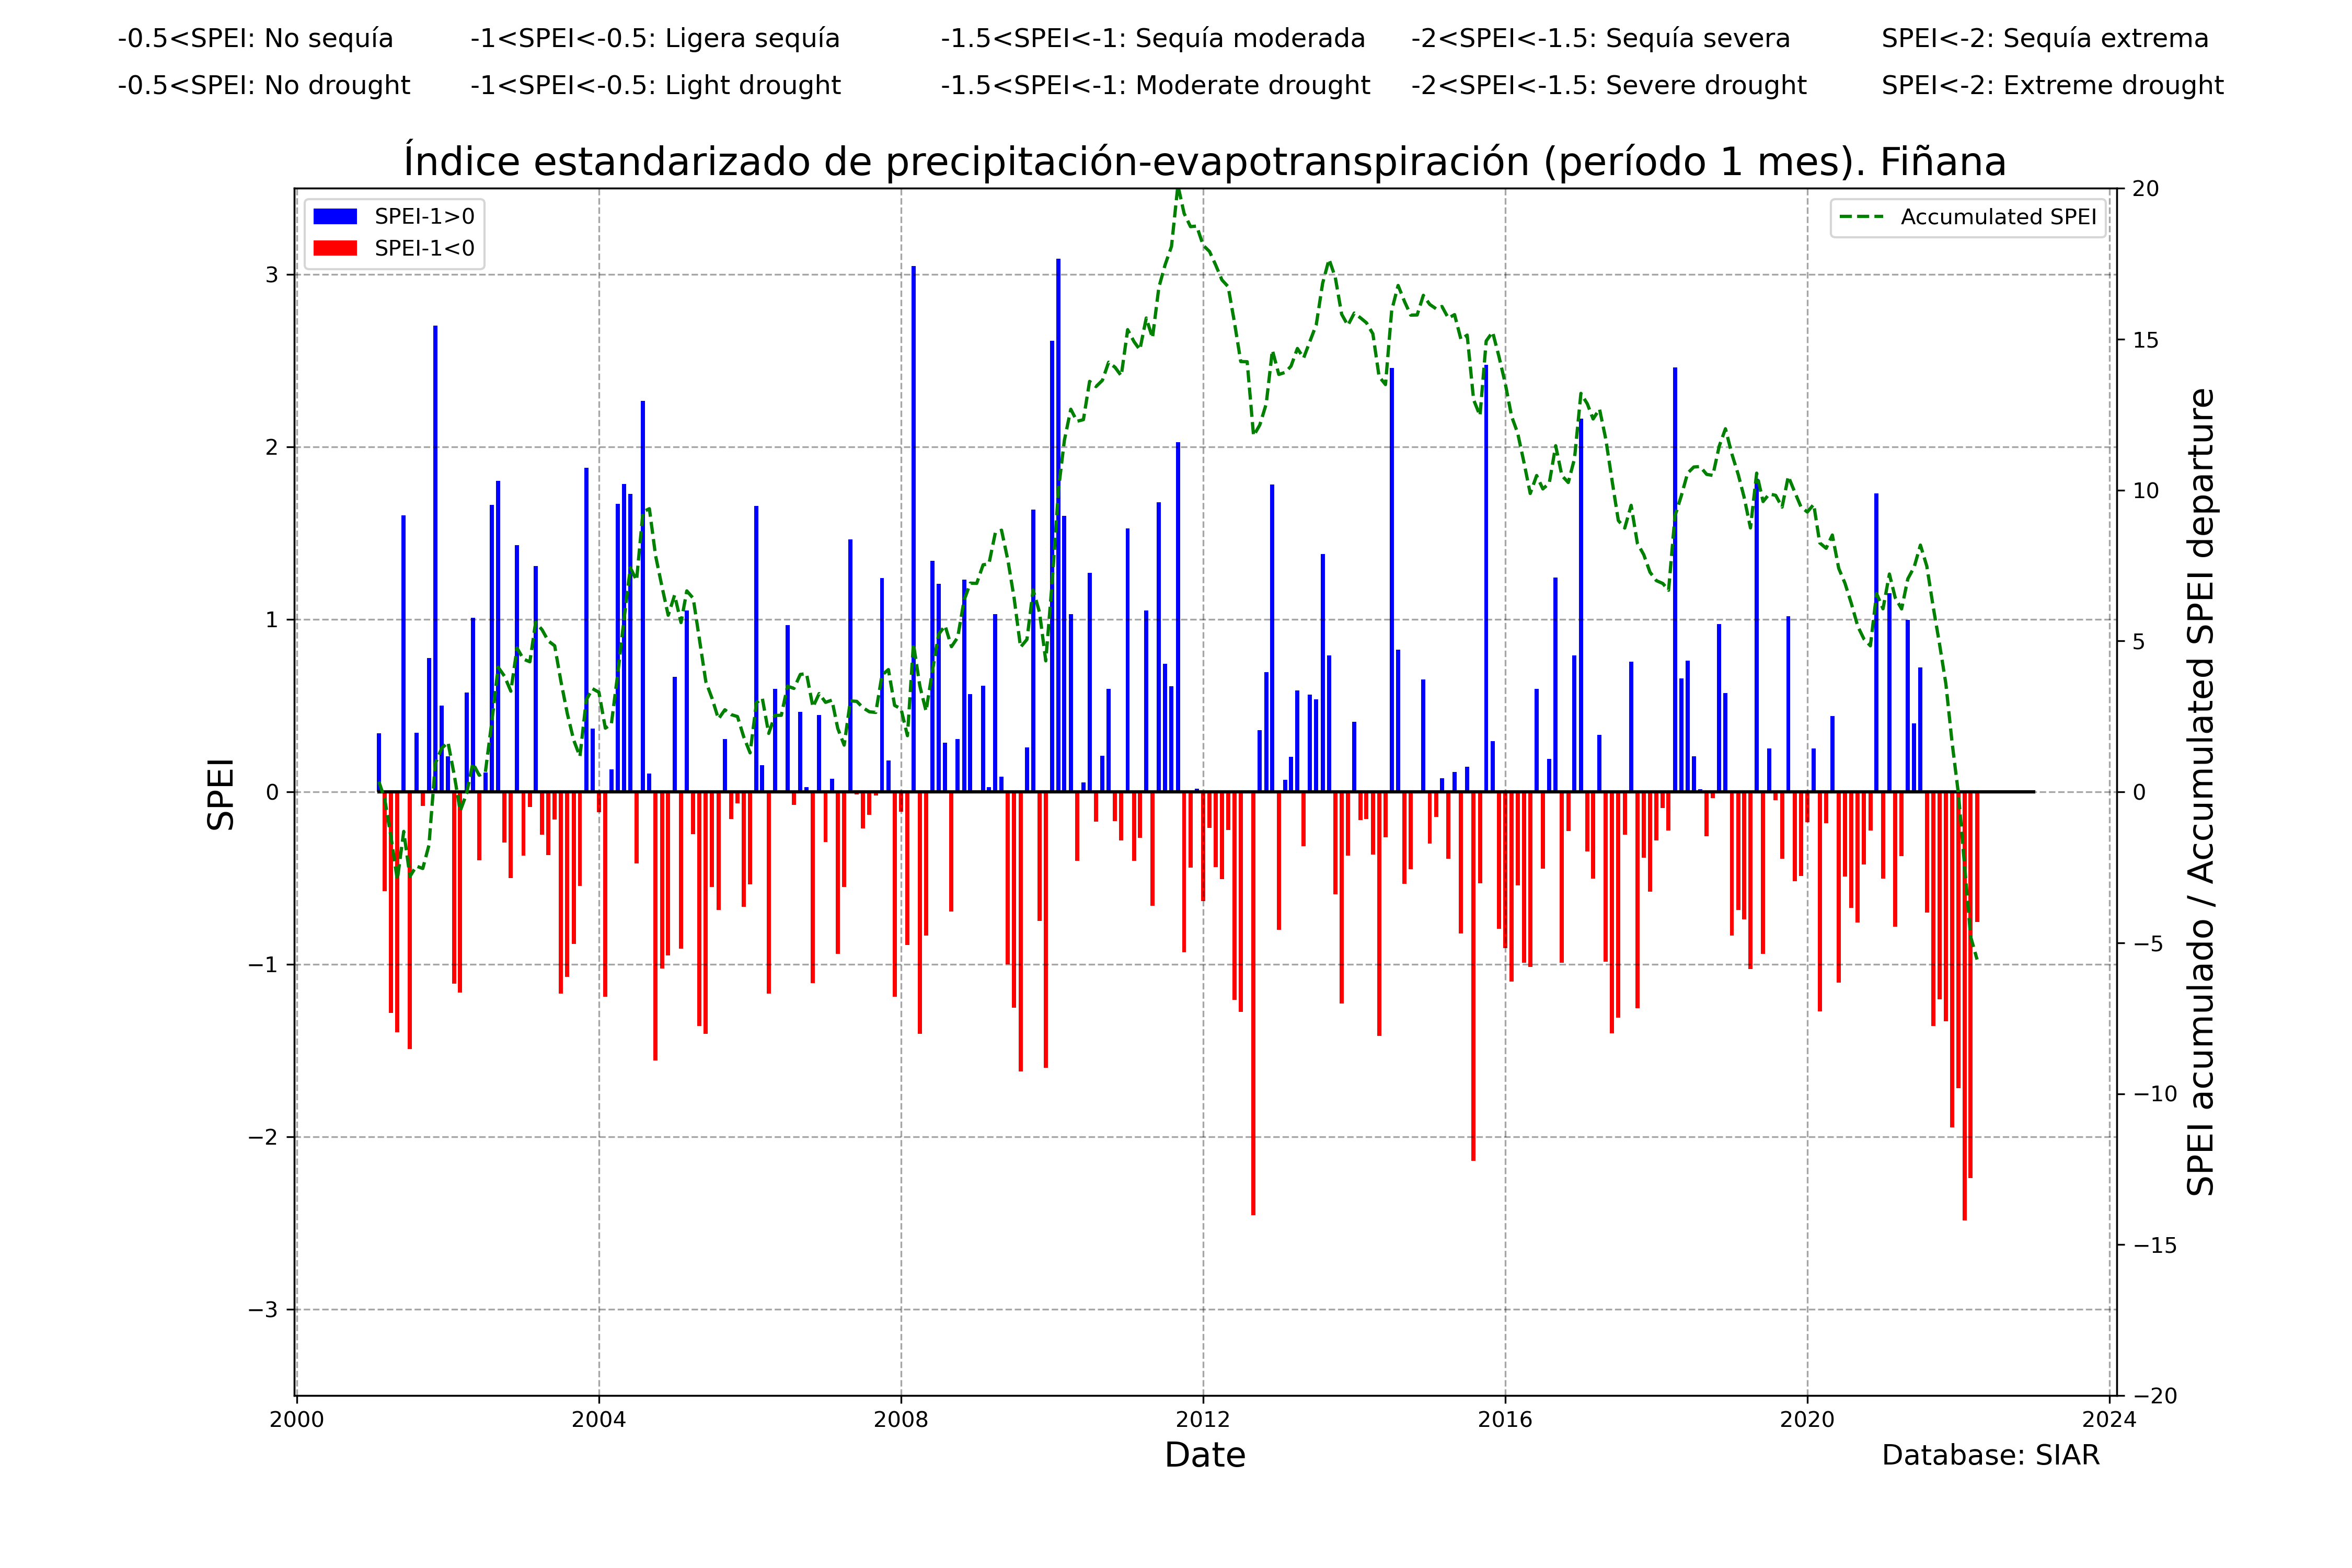 -0.5<SPEI: No sequía -1<SPEI<-0.5: Ligera sequía -1.5<SPEI<-1: Sequía moderada -2<SPEI<-1.5: Sequía severa SPEI<-2: Sequía extrema
-0.5<SPEI: No drought -1<SPEI<-0.5: Light drought -1.5<SPEI<-1: Moderate drought -2<SPEI<-1.5: Severe drought SPEI<-2: Extreme drought
Índice estandarizado de precipitación-evapotranspiración (período 1 mes). Fiñana
SPEI-1>0
SPEI-1<0
Accumulated SPEI
SPEI
3
2
1
0
−1
−2
−3
20
15
10
5
0
−5
−10
−15
−20
SPEI acumulado / Accumulated SPEI departure
2000 2004 2008 2012 2016 2020 2024
Date
Database: SIAR